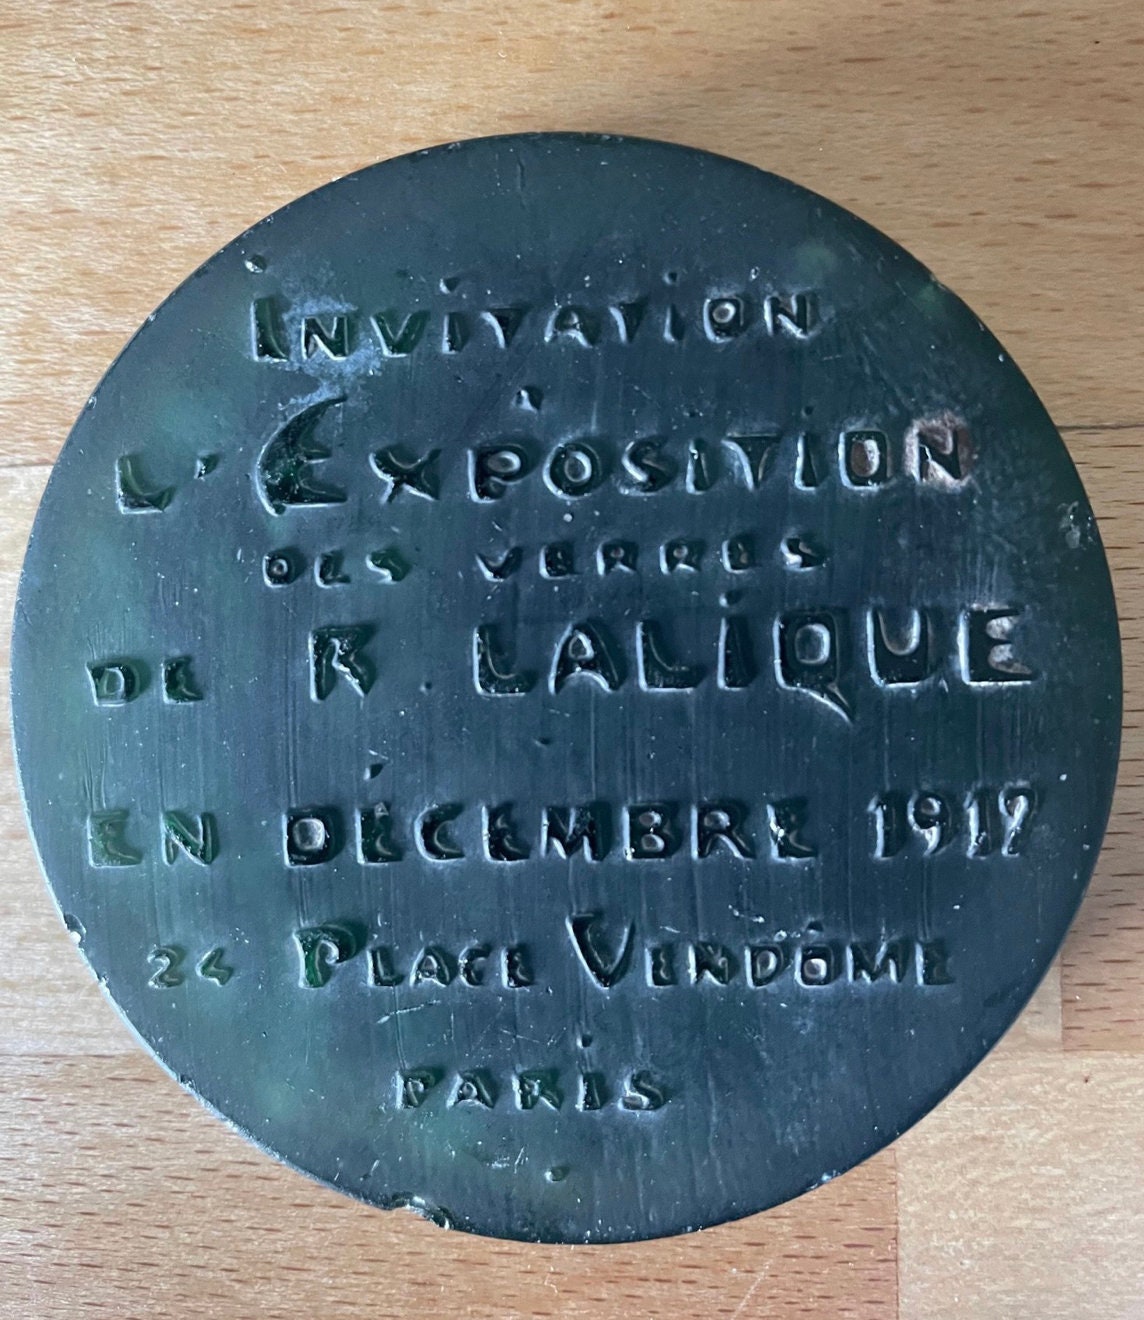 INVITATION
À
L'EXPOSITION
DES VERRES
DE R LALIQUE
EN DÉCEMBRE 1912
24 PLACE VENDÔME
PARIS